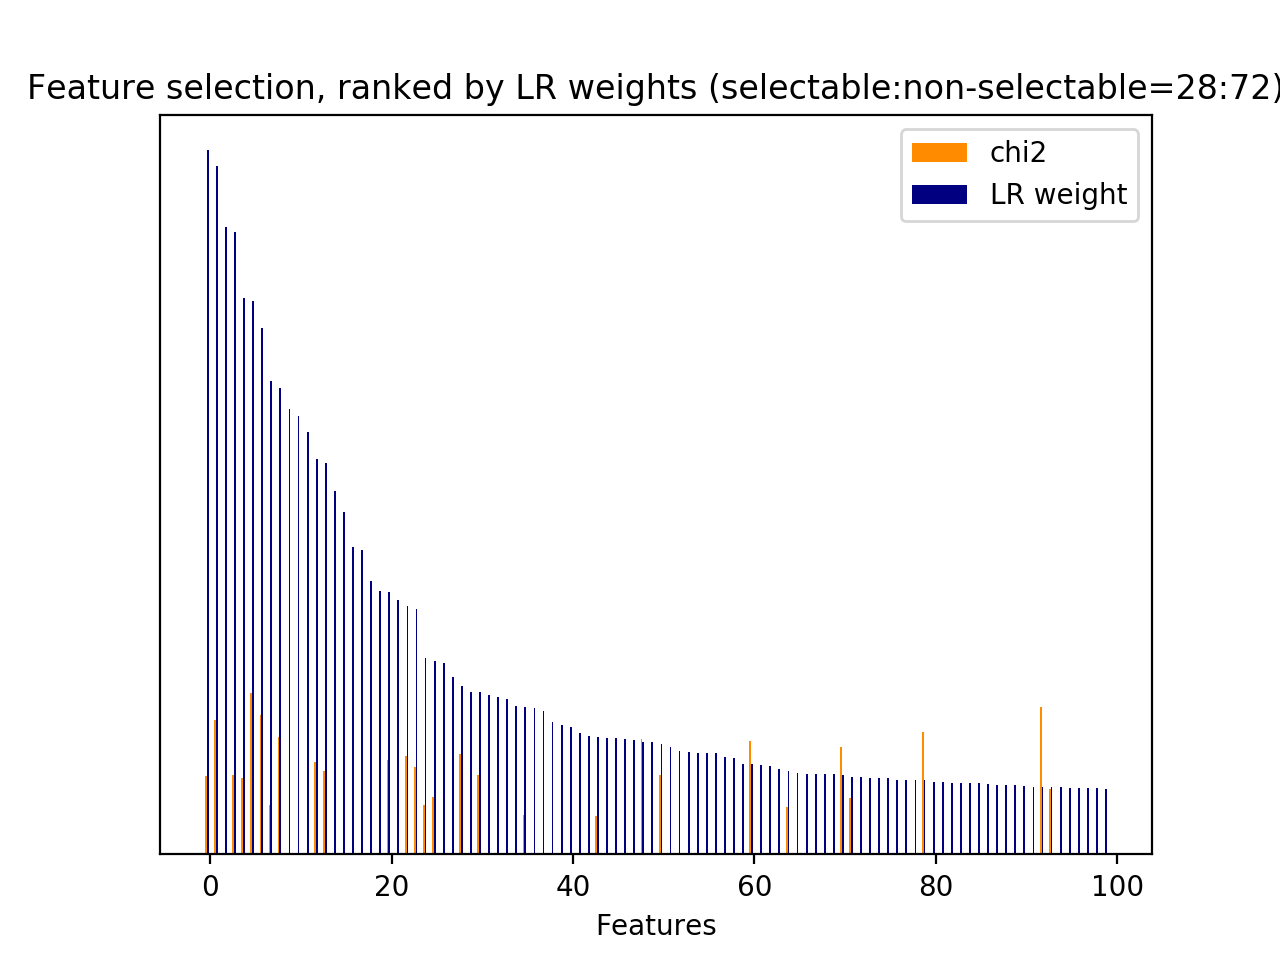 Feature selection, ranked by LR weights (selectable:non-selectable=28:72)
chi2
LR weight
0 20 40 60 80 100
Features